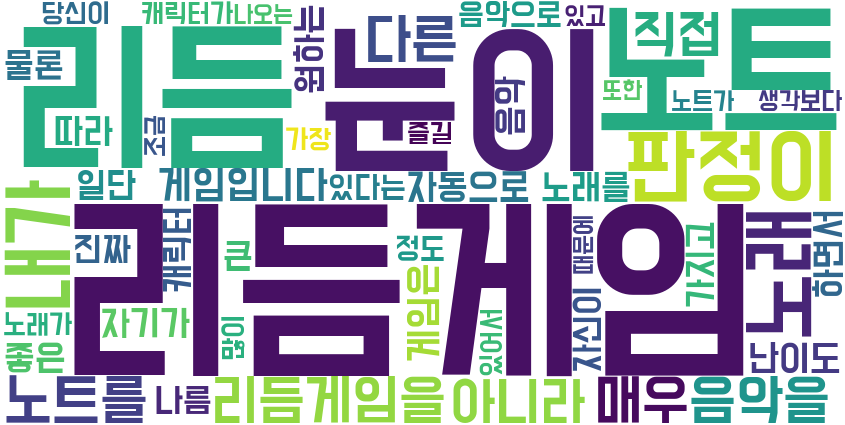 당신이
캐릭터가
나오는
음악으로
있고
리듬
원하는
눈이
다른
직접
노트
물론
음악
또한
노트가
생각보다
따라
조금
가장
즐길
판정이
일단
게임입니다
있다는
자동으로
노래를
내가
리듬게임
진짜
캐릭터
큰
정도
때문에
가지고
노래
하면서
게임은
노래가
자기가
많이
있어서
자신이
좋은
난이도
노트를
나름
리듬게임을
아니라
매우
음악을